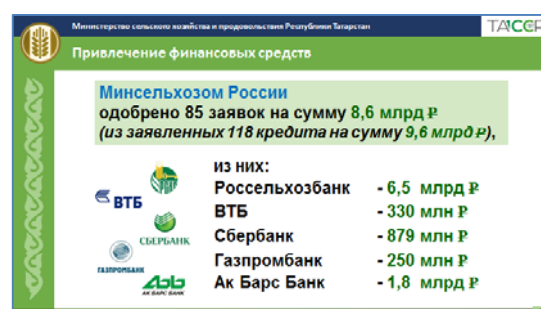 Министерство сельского хозяйства и продовольствия Республики Татарстан
Привлечение финансовых средств
Минсельхозом России
одобрено 85 заявок на сумму 8,6 млрд ₽
(из заявленных 118 кредита на сумму 9,6 млрд ₽),
из них:
Россельхозбанк - 6,5 млрд ₽
ВТБ - 330 млн ₽
Сбербанк - 879 млн ₽
Газпромбанк - 250 млн ₽
Ак Барс Банк - 1,8 млрд ₽
ВТБ
СБЕРБАНК
ГАЗПРОМБАНК
АК БАРС БАНК